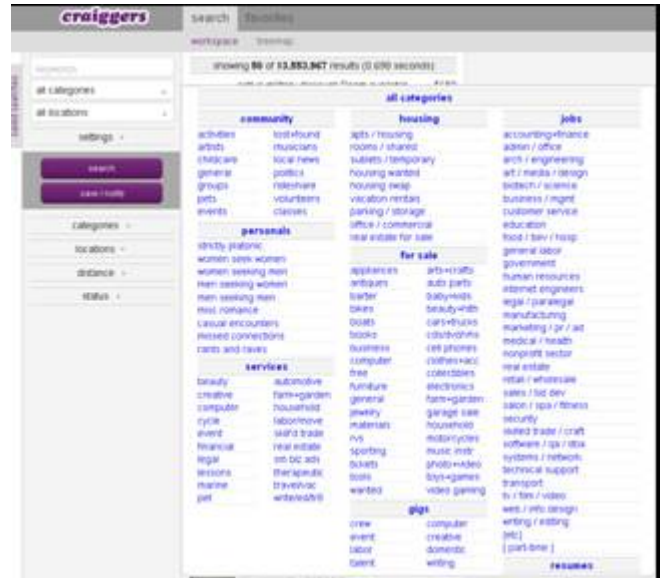 craiggers
search favorites
workspace treemap
saved searches
keywords
all categories
all locations
settings
search
save / notify
categories
locations
distance
status
showing 50 of 13,553,867 results (0.690 seconds)
all categories
community
activities lost+found
artists musicians
childcare local news
general politics
groups rideshare
pets volunteers
events classes
personals
strictly platonic
women seek women
women seeking men
men seeking women
men seeking men
misc romance
casual encounters
missed connections
rants and raves
services
beauty automotive
creative farm+garden
computer household
cycle labor/move
event skill'd trade
financial real estate
legal sm biz ads
lessons therapeutic
marine travel/vac
pet write/ed/tr8
housing
apts / housing
rooms / shared
sublets / temporary
housing wanted
housing swap
vacation rentals
parking / storage
office / commercial
real estate for sale
for sale
appliances arts+crafts
antiques auto parts
barter baby+kids
bikes beauty+hlth
boats cars+trucks
books cds/dvd/vhs
business cell phones
computer clothes+acc
free collectibles
furniture electronics
general farm+garden
jewelry garage sale
materials household
rvs motorcycles
sporting music instr
tickets photo+video
tools toys+games
wanted video gaming
gigs
crew computer
event creative
labor domestic
talent writing
jobs
accounting+finance
admin / office
arch / engineering
art / media / design
biotech / science
business / mgmt
customer service
education
food / bev / hosp
general labor
government
human resources
internet engineers
legal / paralegal
manufacturing
marketing / pr / ad
medical / health
nonprofit sector
real estate
retail / wholesale
sales / biz dev
salon / spa / fitness
security
skilled trade / craft
software / qa / dba
systems / network
technical support
transport
tv / film / video
web / info design
writing / editing
[etc]
[ part-time ]
resumes